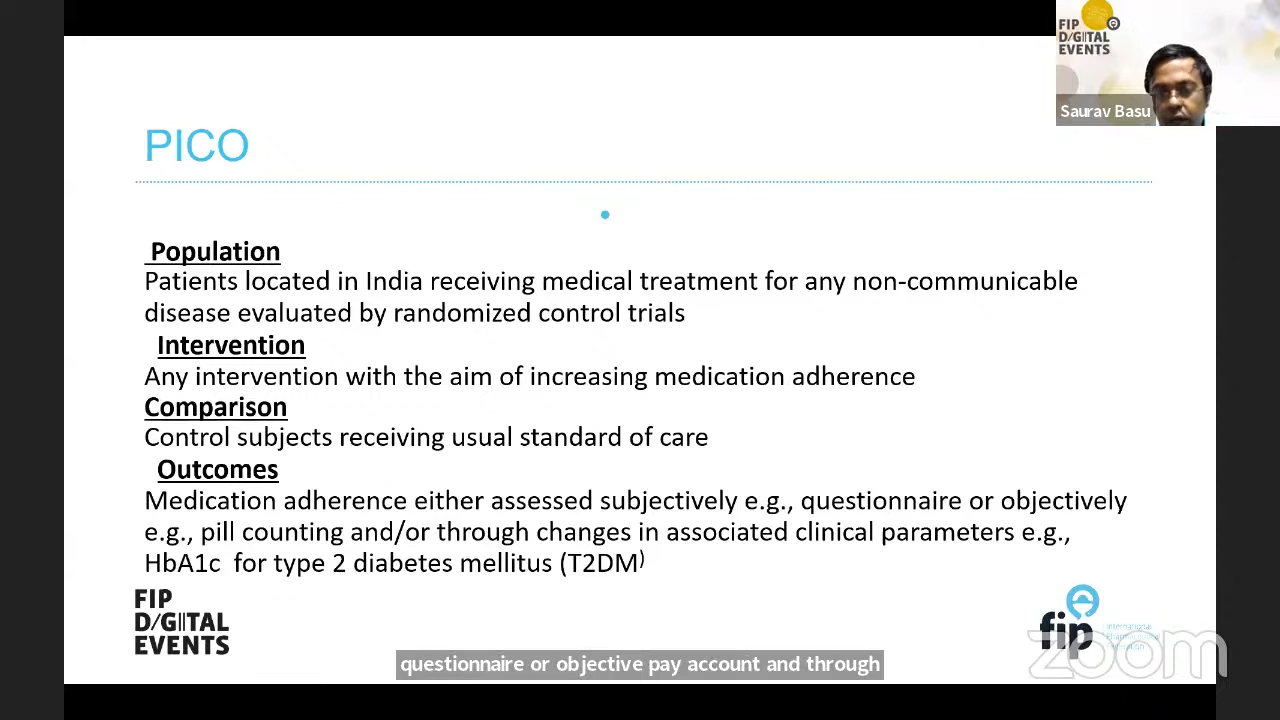 FIP
D/G/TAL
EVENTS
Saurav Basu
PICO
Population
Patients located in India receiving medical treatment for any non-communicable
disease evaluated by randomized control trials
Intervention
Any intervention with the aim of increasing medication adherence
Comparison
Control subjects receiving usual standard of care
Outcomes
Medication adherence either assessed subjectively e.g., questionnaire or objectively
e.g., pill counting and/or through changes in associated clinical parameters e.g.,
HbA1c for type 2 diabetes mellitus (T2DM)
FIP
D/GITAL
EVENTS
fip
International
Pharmaceutical
Federation
zoom
questionnaire or objective pay account and through